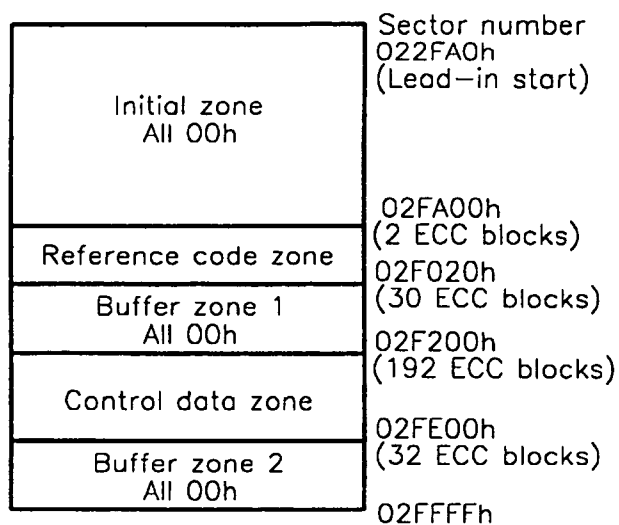 Sector number
022FA0h
(Lead-in start)
Initial zone
All 00h
02FA00h
(2 ECC blocks)
Reference code zone
02F020h
(30 ECC blocks)
Buffer zone 1
All 00h
02F200h
(192 ECC blocks)
Control data zone
02FE00h
(32 ECC blocks)
Buffer zone 2
All 00h
02FFFFh